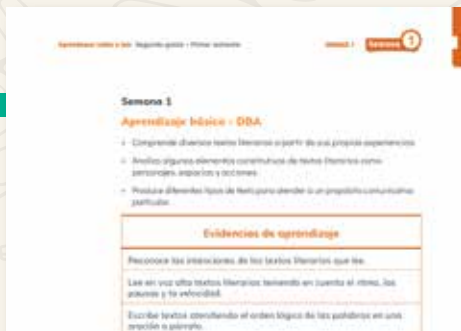 Aprendamos todos a leer. Segundo grado - Primer semestre
UNIDAD 1 Semana 1
Semana 1
Aprendizaje básico - DBA
Comprende diversos textos literarios a partir de sus propias experiencias.
Analiza algunos elementos constitutivos de textos literarios como
personajes, espacios y acciones.
Produce diferentes tipos de texto para atender a un propósito comunicativo
particular.
Evidencias de aprendizaje
Reconoce las intenciones de los textos literarios que lee.
Lee en voz alta textos literarios teniendo en cuenta el ritmo, las
pausas y la velocidad.
Escribe textos atendiendo el orden lógico de las palabras en una
oración o párrafo.